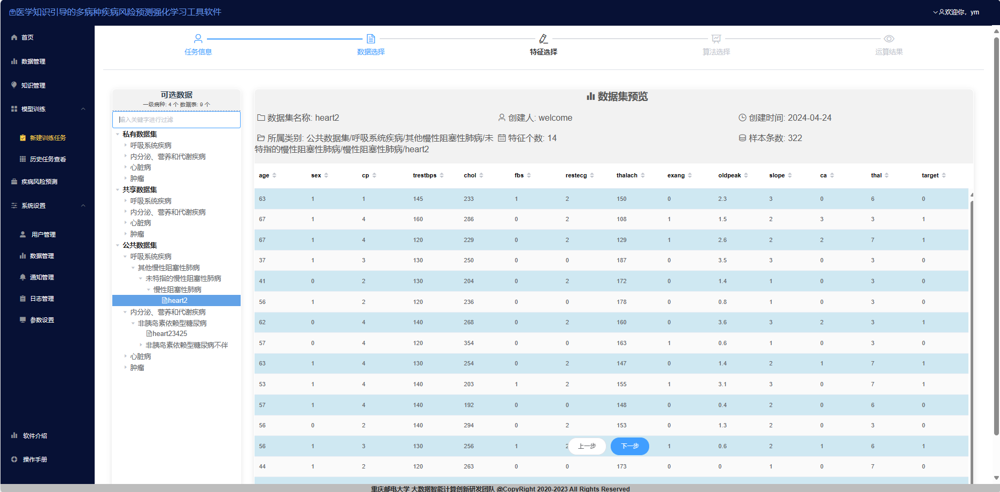 医学知识引导的多病种疾病风险预测强化学习工具软件
欢迎你，ym
首页
数据管理
知识管理
模型训练
新建训练任务
历史任务查看
疾病风险预测
系统设置
用户管理
数据管理
通知管理
日志管理
参数设置
软件介绍
操作手册
任务信息
数据选择
特征选择
算法选择
运算结果
可选数据
一级病种: 4 个 数据表: 9 个
输入关键字进行过滤
私有数据集
呼吸系统疾病
内分泌、营养和代谢疾病
心脏病
肿瘤
共享数据集
呼吸系统疾病
内分泌、营养和代谢疾病
心脏病
肿瘤
公共数据集
呼吸系统疾病
其他慢性阻塞性肺病
未特指的慢性阻塞性肺病
慢性阻塞性肺病
heart2
内分泌、营养和代谢疾病
非胰岛素依赖型糖尿病
heart23425
非胰岛素依赖型糖尿病不伴
心脏病
肿瘤
数据集预览
数据集名称: heart2 创建人: welcome 创建时间: 2024-04-24
所属类别: 公共数据集/呼吸系统疾病/其他慢性阻塞性肺病/未
特指的慢性阻塞性肺病/慢性阻塞性肺病/heart2
特征个数: 14
样本条数: 322
age sex cp trestbps chol fbs restecg thalach exang oldpeak slope ca thal target
63 1 1 145 233 1 2 150 0 2.3 3 0 6 0
67 1 4 160 286 0 2 108 1 1.5 2 3 3 1
67 1 4 120 229 0 2 129 1 2.6 2 2 7 1
37 1 3 130 250 0 0 187 0 3.5 3 0 3 0
41 0 2 130 204 0 2 172 0 1.4 1 0 3 0
56 1 2 120 236 0 0 178 0 0.8 1 0 3 0
62 0 4 140 268 0 2 160 0 3.6 3 2 3 1
57 0 4 120 354 0 0 163 1 0.6 1 0 3 0
63 1 4 130 254 0 2 147 0 1.4 2 1 7 1
53 1 4 140 203 1 2 155 1 3.1 3 0 7 1
57 1 4 140 192 0 0 148 0 0.4 2 0 6 0
56 0 2 140 294 0 2 153 0 1.3 2 0 3 0
56 1 3 130 256 1 2 上一步 下一步 1 0.6 2 1 6 1
44 1 2 120 263 0 0 173 0 0 1 0 7 0
重庆邮电大学 大数据智能计算创新研发团队 @CopyRight 2020-2023 All Rights Reserved